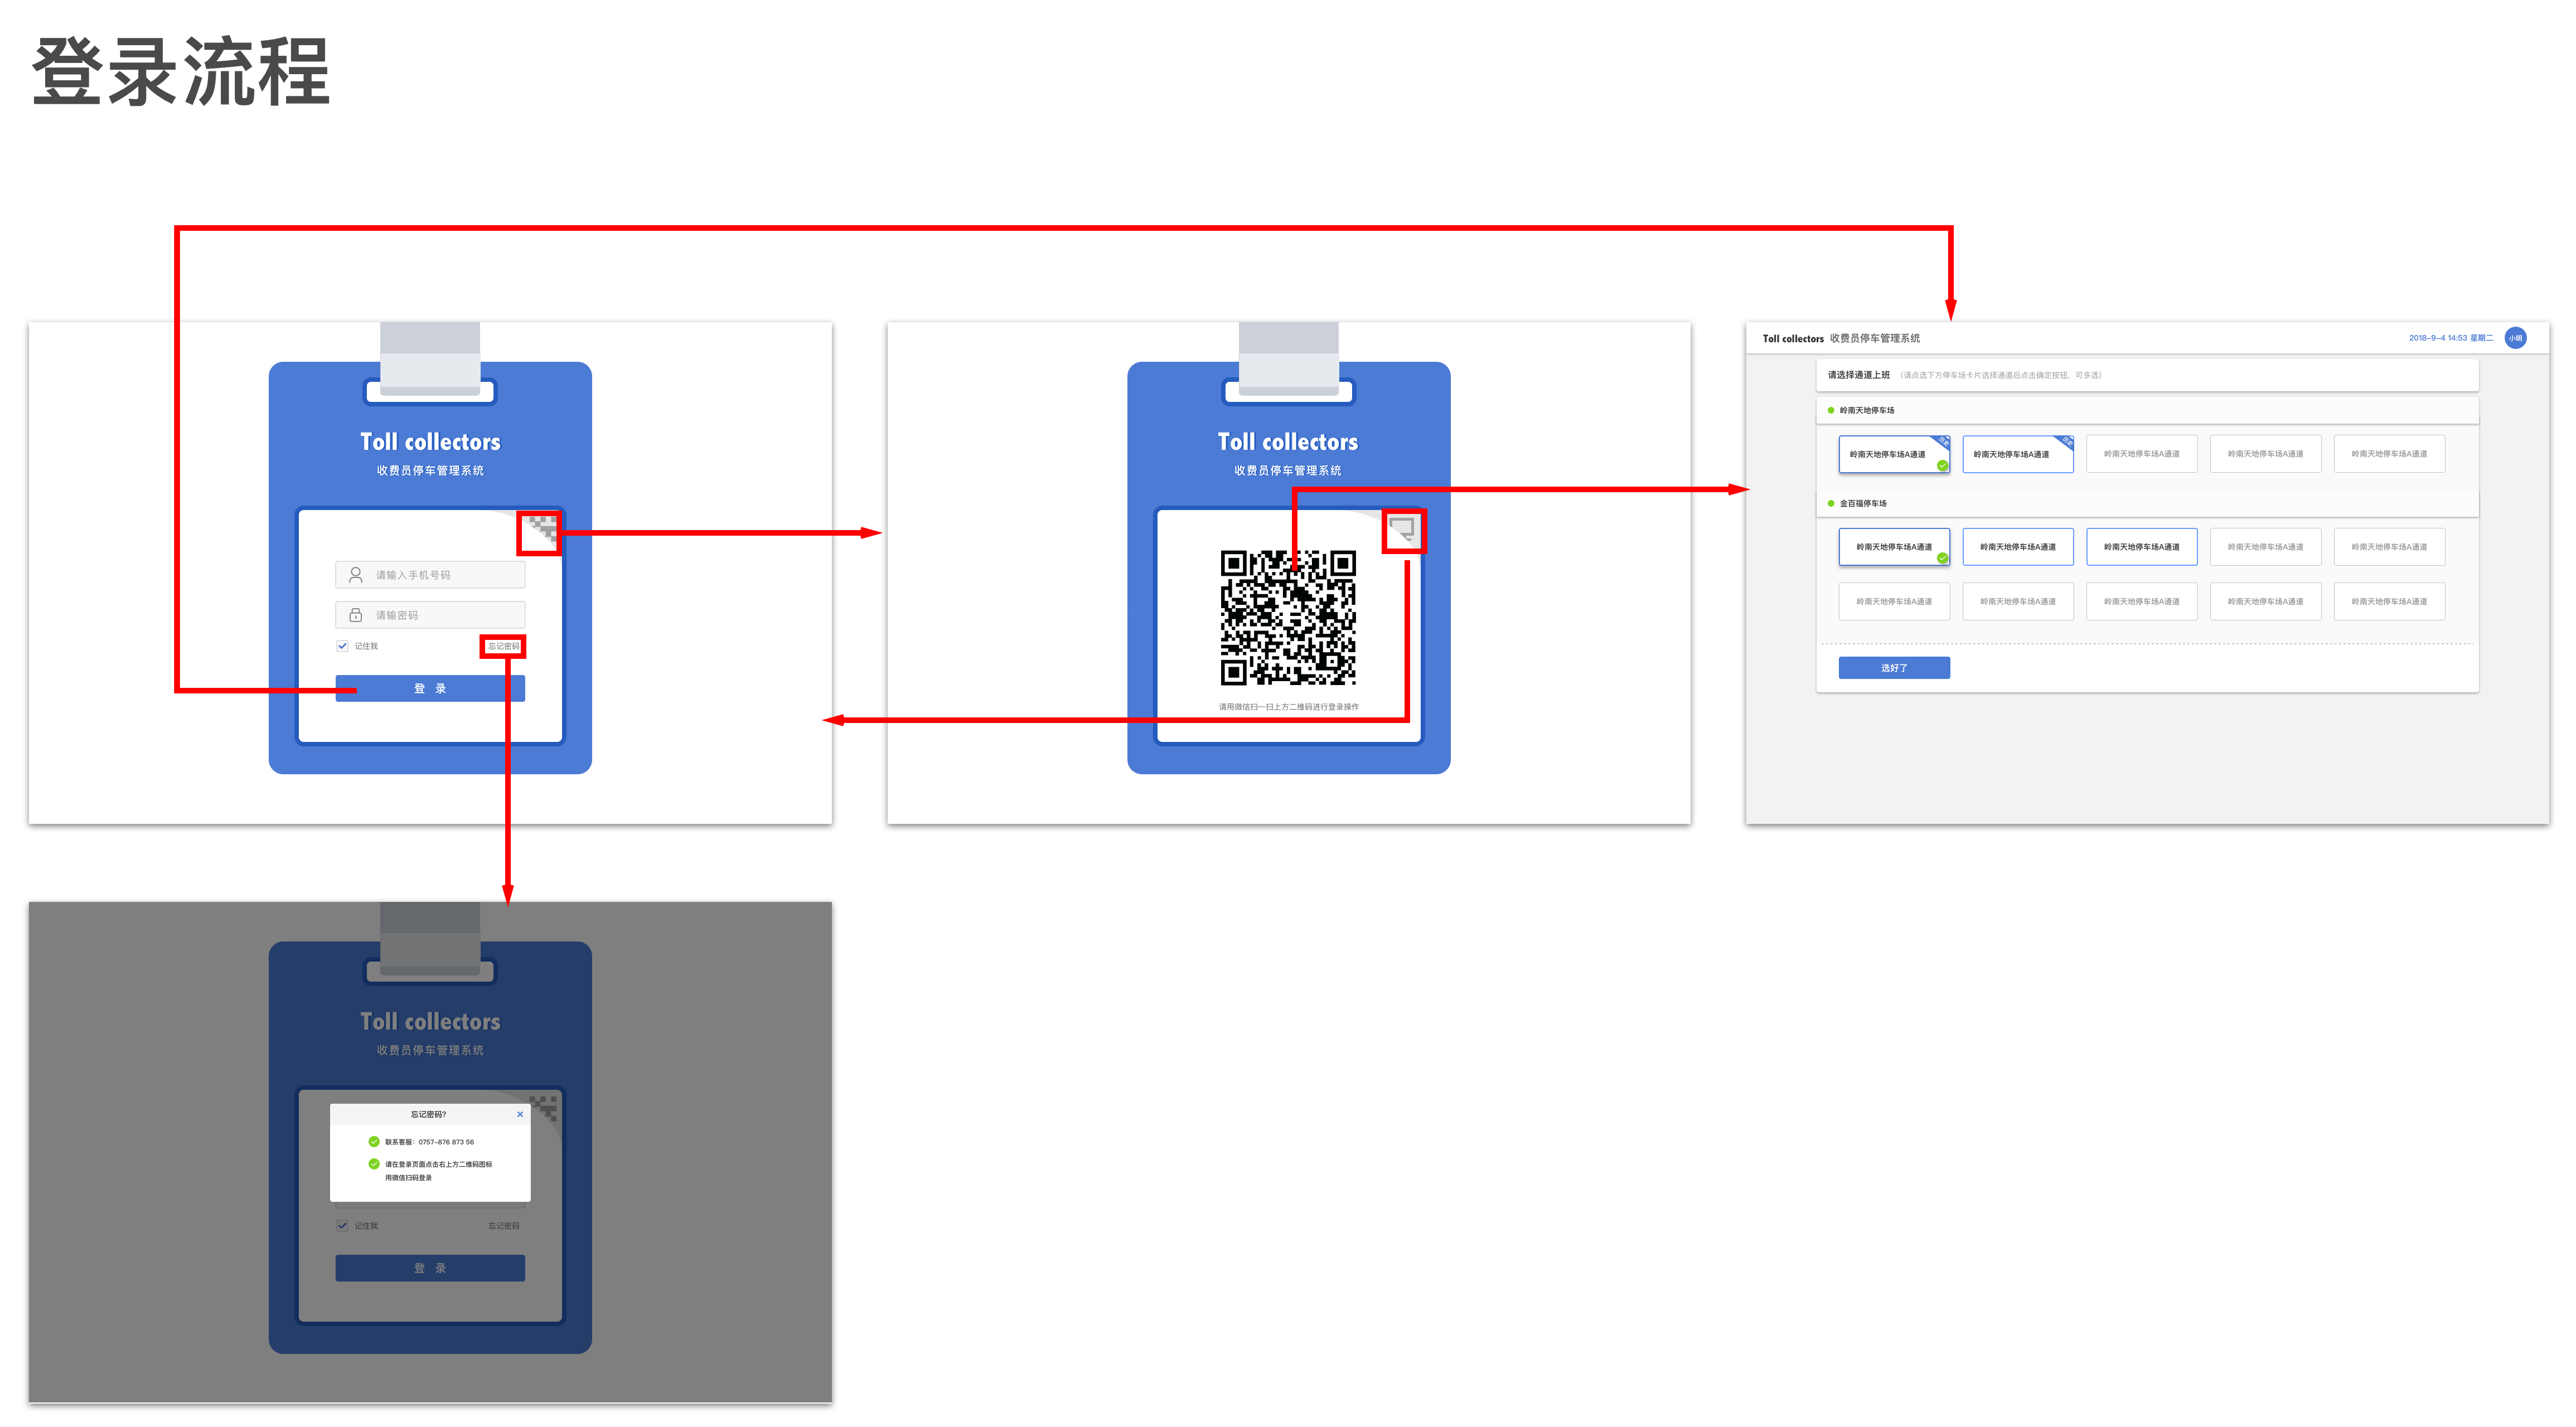 登录流程
Toll collectors
收费员停车管理系统
请输入手机号码
请输密码
记住我
忘记密码
登 录
Toll collectors
收费员停车管理系统
请用微信扫一扫上方二维码进行登录操作
Toll collectors 收费员停车管理系统
2018-9-4 14:53 星期二
小明
请选择通道上班 （请点选下方停车场卡片选择通道后点击确定按钮，可多选）
岭南天地停车场
岭南天地停车场A通道 历史
岭南天地停车场A通道 历史
岭南天地停车场A通道
岭南天地停车场A通道
岭南天地停车场A通道
金百福停车场
岭南天地停车场A通道
岭南天地停车场A通道
岭南天地停车场A通道
岭南天地停车场A通道
岭南天地停车场A通道
岭南天地停车场A通道
岭南天地停车场A通道
岭南天地停车场A通道
岭南天地停车场A通道
岭南天地停车场A通道
选好了
Toll collectors
收费员停车管理系统
忘记密码?
联系客服：0757-876 873 56
请在登录页面点击右上方二维码图标
用微信扫码登录
记住我
忘记密码
登 录